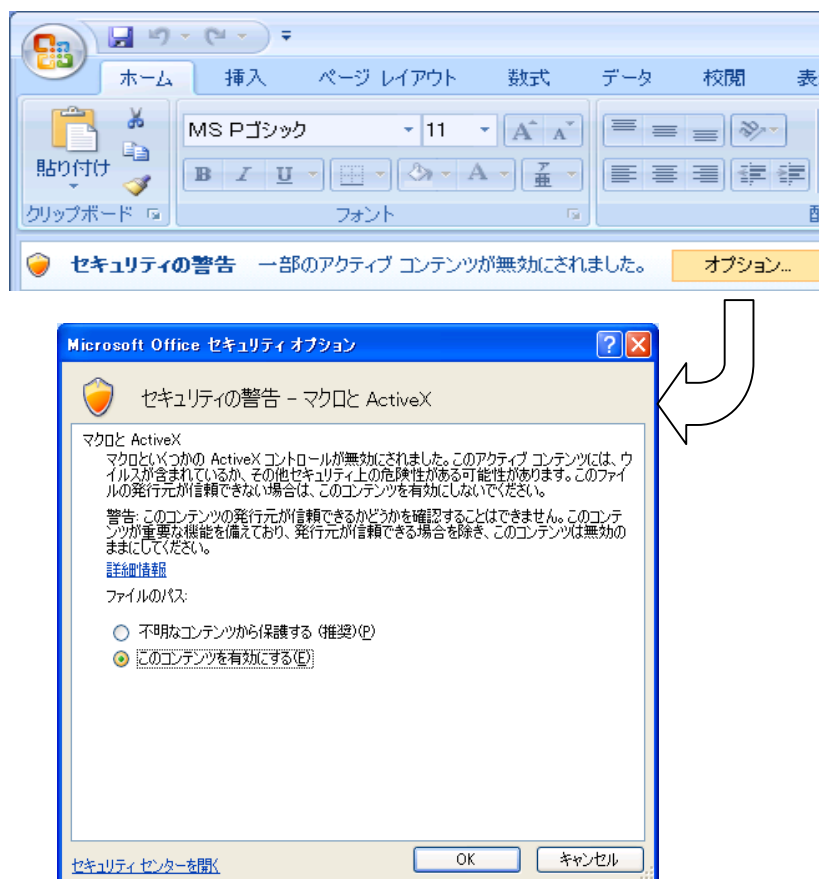 ホーム 挿入 ページ レイアウト 数式 データ 校閲 表
MS Pゴシック 11 A A
貼り付け B I U A ア 亜
クリップボード フォント 配
セキュリティの警告 一部のアクティブ コンテンツが無効にされました。 オプション...
Microsoft Office セキュリティ オプション
セキュリティの警告 - マクロと ActiveX
マクロと ActiveX
マクロといくつかの ActiveX コントロールが無効にされました。このアクティブ コンテンツには、ウ
イルスが含まれているか、その他セキュリティ上の危険性がある可能性があります。このファイ
ルの発行元が信頼できない場合は、このコンテンツを有効にしないでください。
警告: このコンテンツの発行元が信頼できるかどうかを確認することはできません。このコンテ
ンツが重要な機能を備えており、発行元が信頼できる場合を除き、このコンテンツは無効の
ままにしてください。
詳細情報
ファイルのパス:
不明なコンテンツから保護する (推奨)(P)
このコンテンツを有効にする(E)
セキュリティ センターを開く OK キャンセル